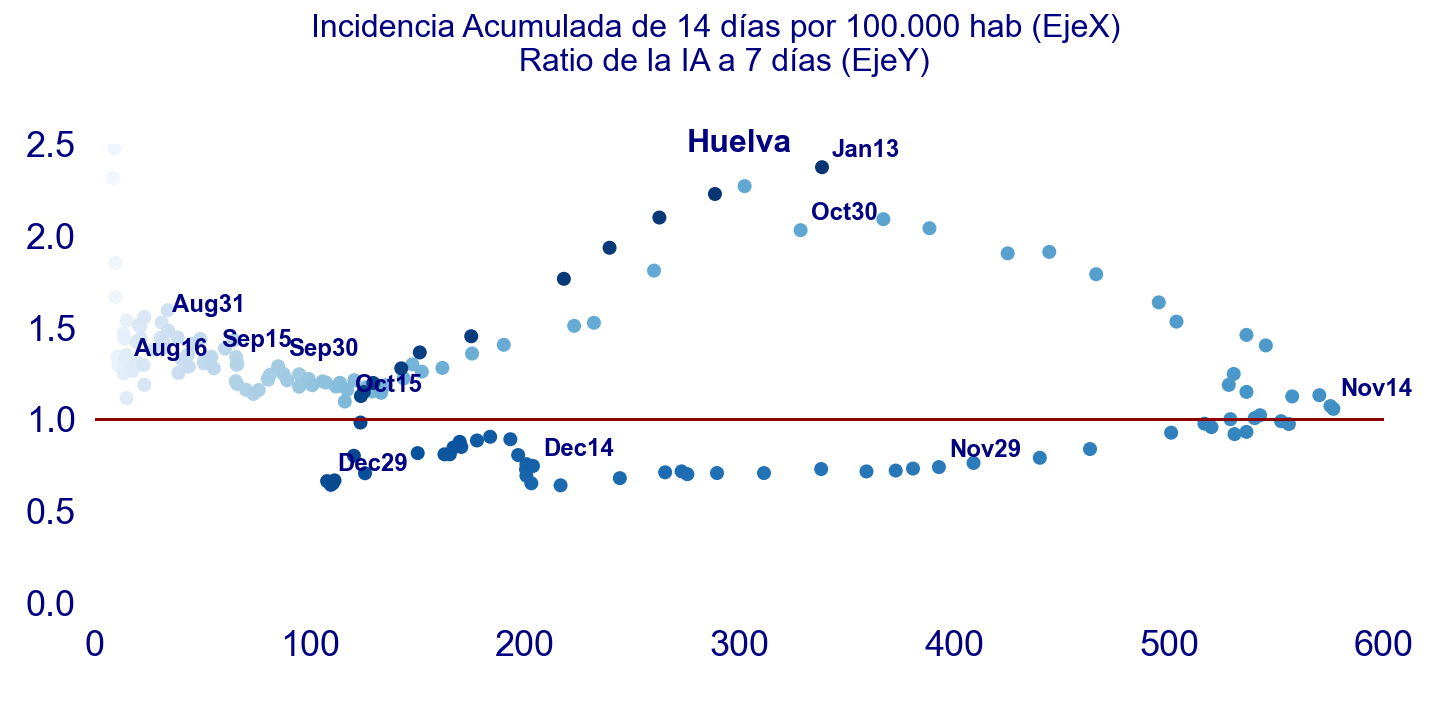 Incidencia Acumulada de 14 días por 100.000 hab (EjeX)
Ratio de la IA a 7 días (EjeY)
2.5
Huelva
Jan13
2.0
Oct30
Aug31
1.5
Sep15
Sep30
Aug16
Oct15
Nov14
1.0
Dec29
Dec14
Nov29
0.5
0.0
0 100 200 300 400 500 600